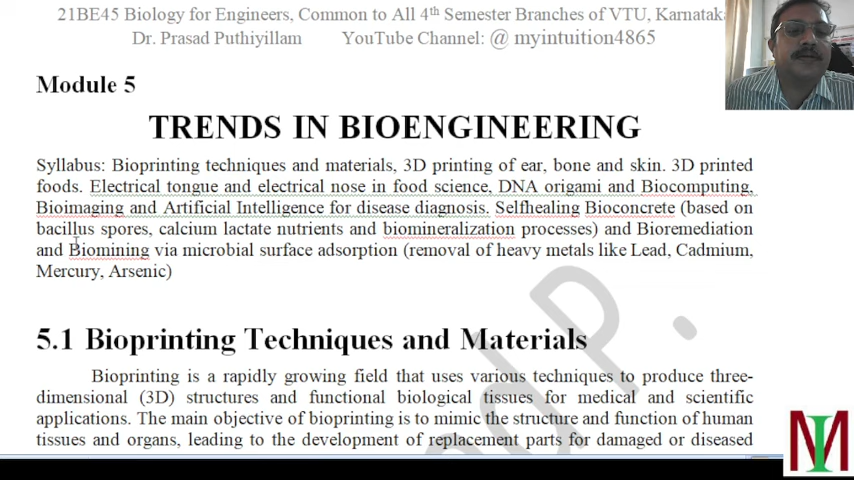 21BE45 Biology for Engineers, Common to All 4th Semester Branches of VTU, Karnataka
Dr. Prasad Puthiyillam YouTube Channel: @ myintuition4865
Module 5
TRENDS IN BIOENGINEERING
Syllabus: Bioprinting techniques and materials, 3D printing of ear, bone and skin. 3D printed
foods. Electrical tongue and electrical nose in food science, DNA origami and Biocomputing,
Bioimaging and Artificial Intelligence for disease diagnosis. Selfhealing Bioconcrete (based on
bacillus spores, calcium lactate nutrients and biomineralization processes) and Bioremediation
and Biomining via microbial surface adsorption (removal of heavy metals like Lead, Cadmium,
Mercury, Arsenic)
5.1 Bioprinting Techniques and Materials
Bioprinting is a rapidly growing field that uses various techniques to produce three-
dimensional (3D) structures and functional biological tissues for medical and scientific
applications. The main objective of bioprinting is to mimic the structure and function of human
tissues and organs, leading to the development of replacement parts for damaged or diseased